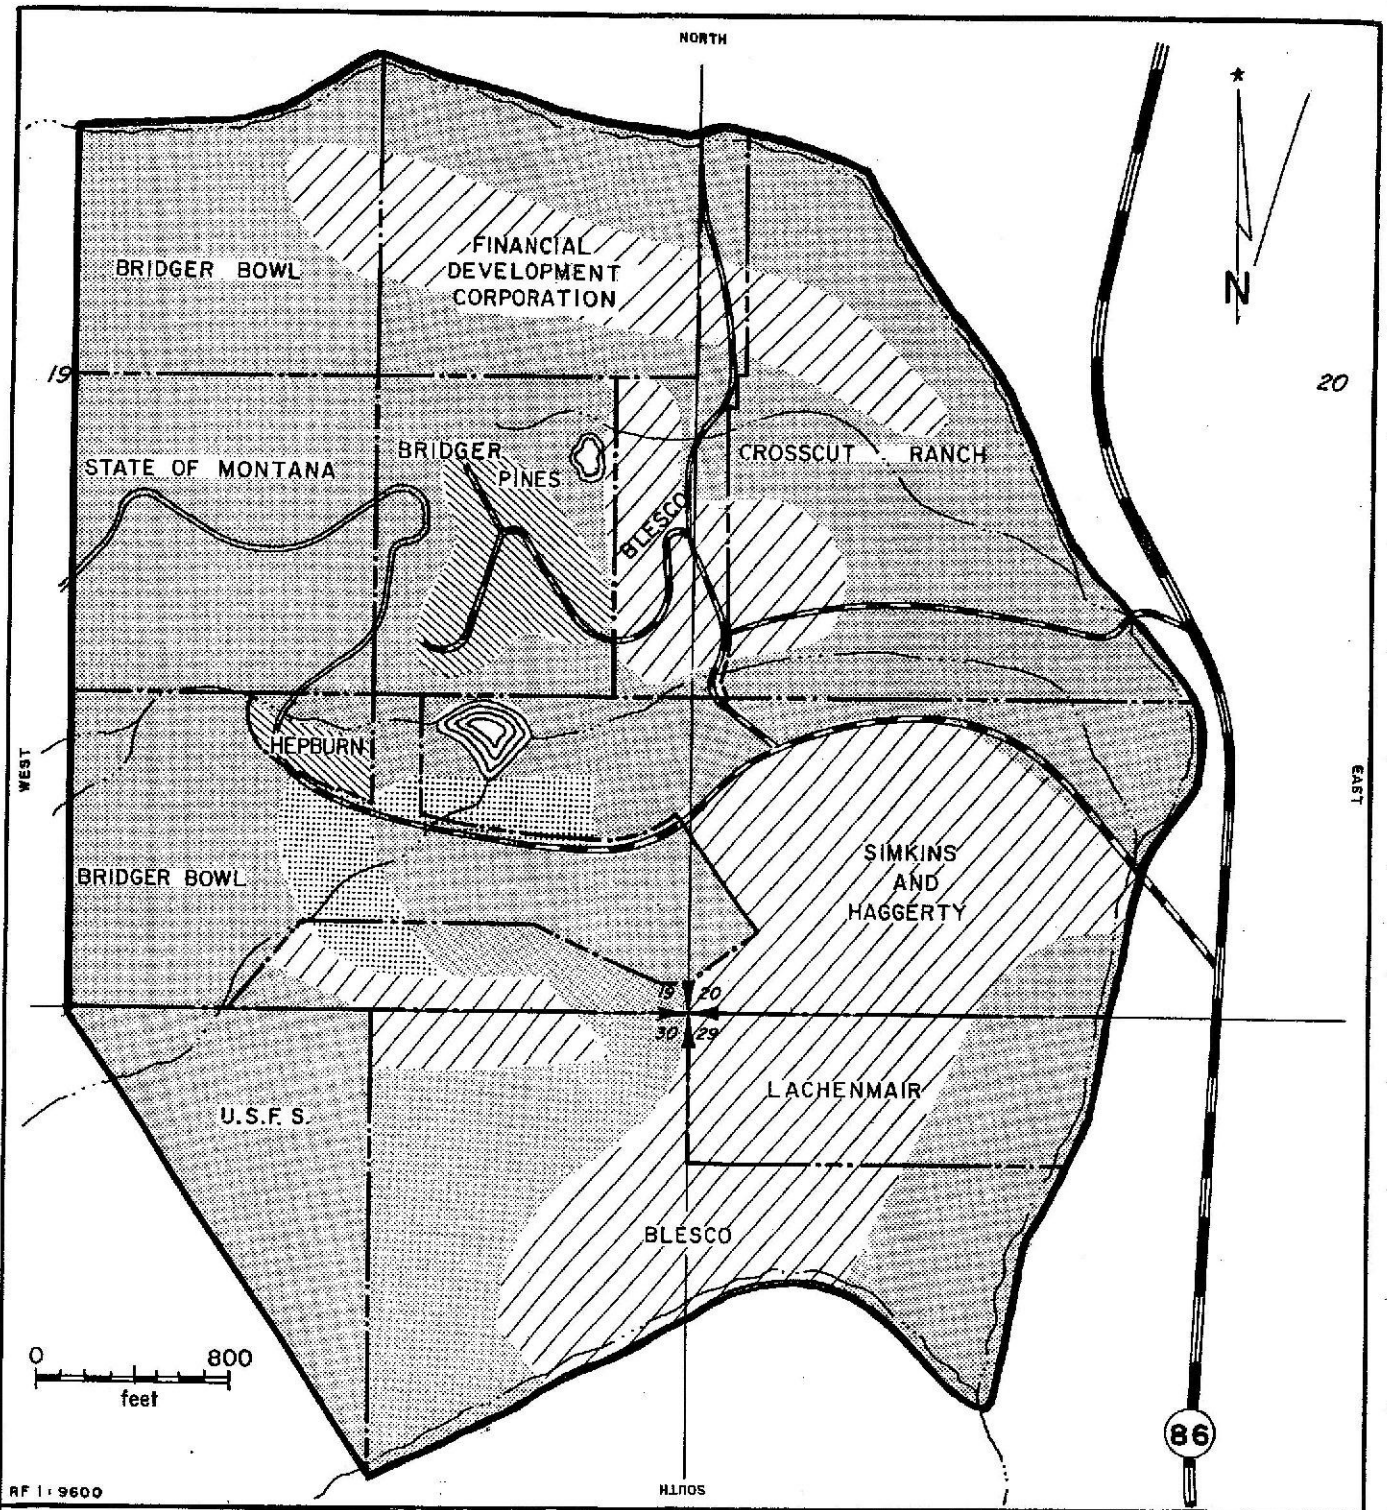 NORTH
*
N
FINANCIAL
DEVELOPMENT
CORPORATION
BRIDGER BOWL
19
20
BRIDGER
PINES
CROSSCUT RANCH
STATE OF MONTANA
BLESCO
HEPBURN
WEST
EAST
SIMKINS
AND
HAGGERTY
BRIDGER BOWL
19 20
30 29
LACHENMAIR
U.S.F.S.
BLESCO
0 800
feet
86
RF 1:9600
SOUTH